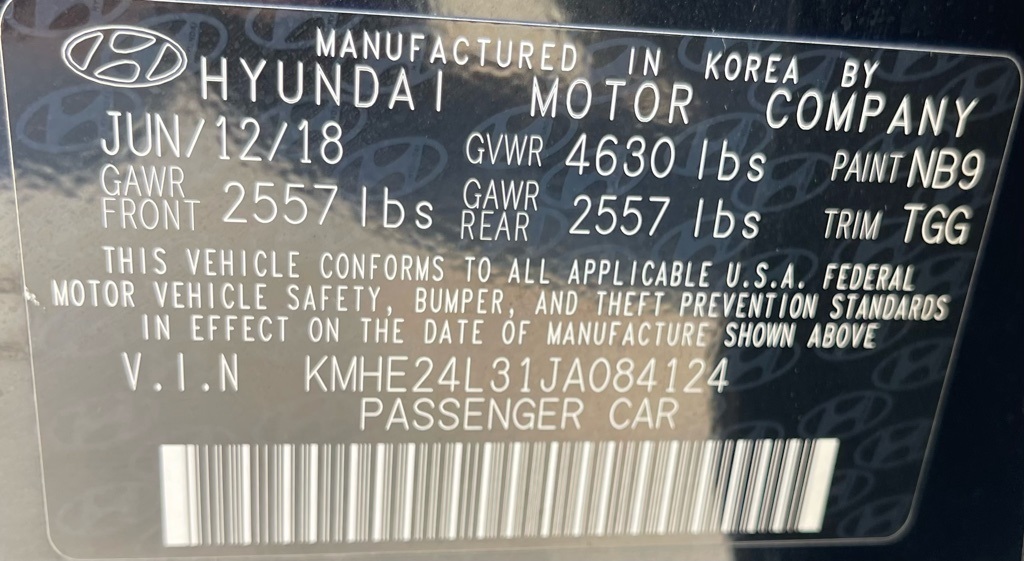 MANUFACTURED IN KOREA BY
HYUNDAI MOTOR COMPANY
JUN/12/18 GVWR 4630 lbs PAINT NB9
GAWR FRONT 2557 lbs GAWR REAR 2557 lbs TRIM TGG
THIS VEHICLE CONFORMS TO ALL APPLICABLE U.S.A. FEDERAL
MOTOR VEHICLE SAFETY, BUMPER, AND THEFT PREVENTION STANDARDS
IN EFFECT ON THE DATE OF MANUFACTURE SHOWN ABOVE
V.I.N KMHE24L31JA084124
PASSENGER CAR